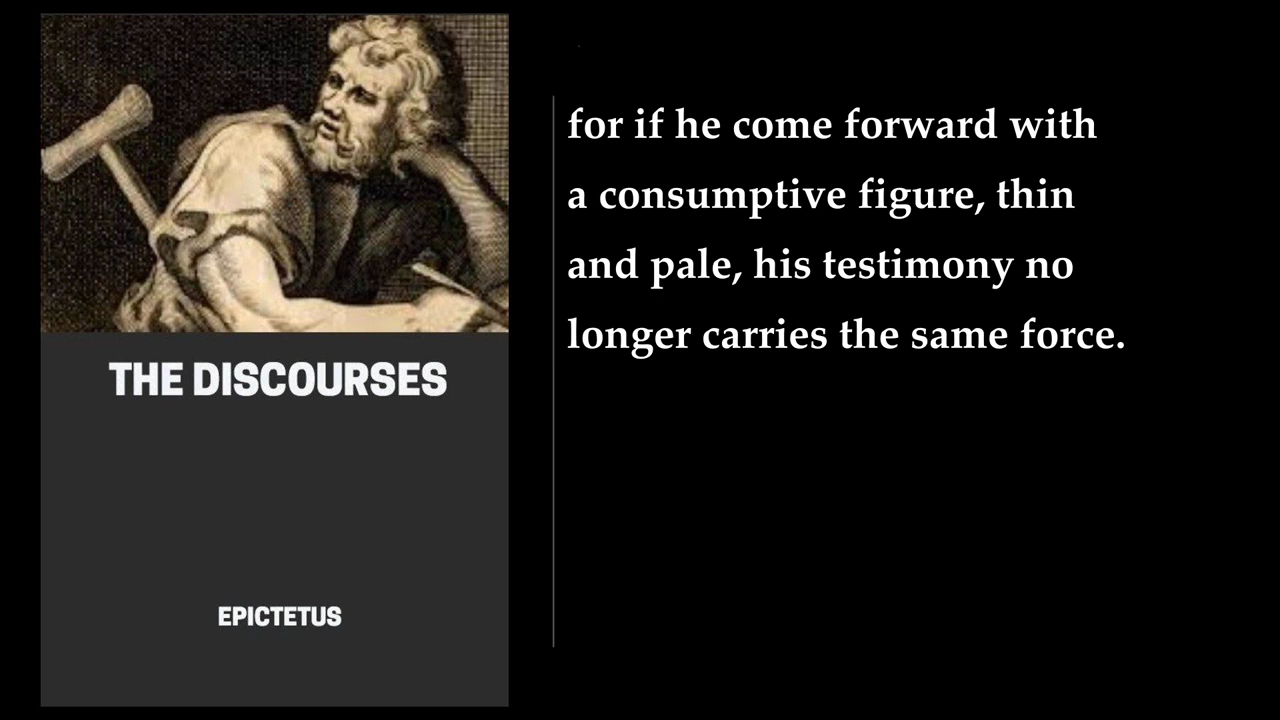 THE DISCOURSES
EPICTETUS
for if he come forward with
a consumptive figure, thin
and pale, his testimony no
longer carries the same force.